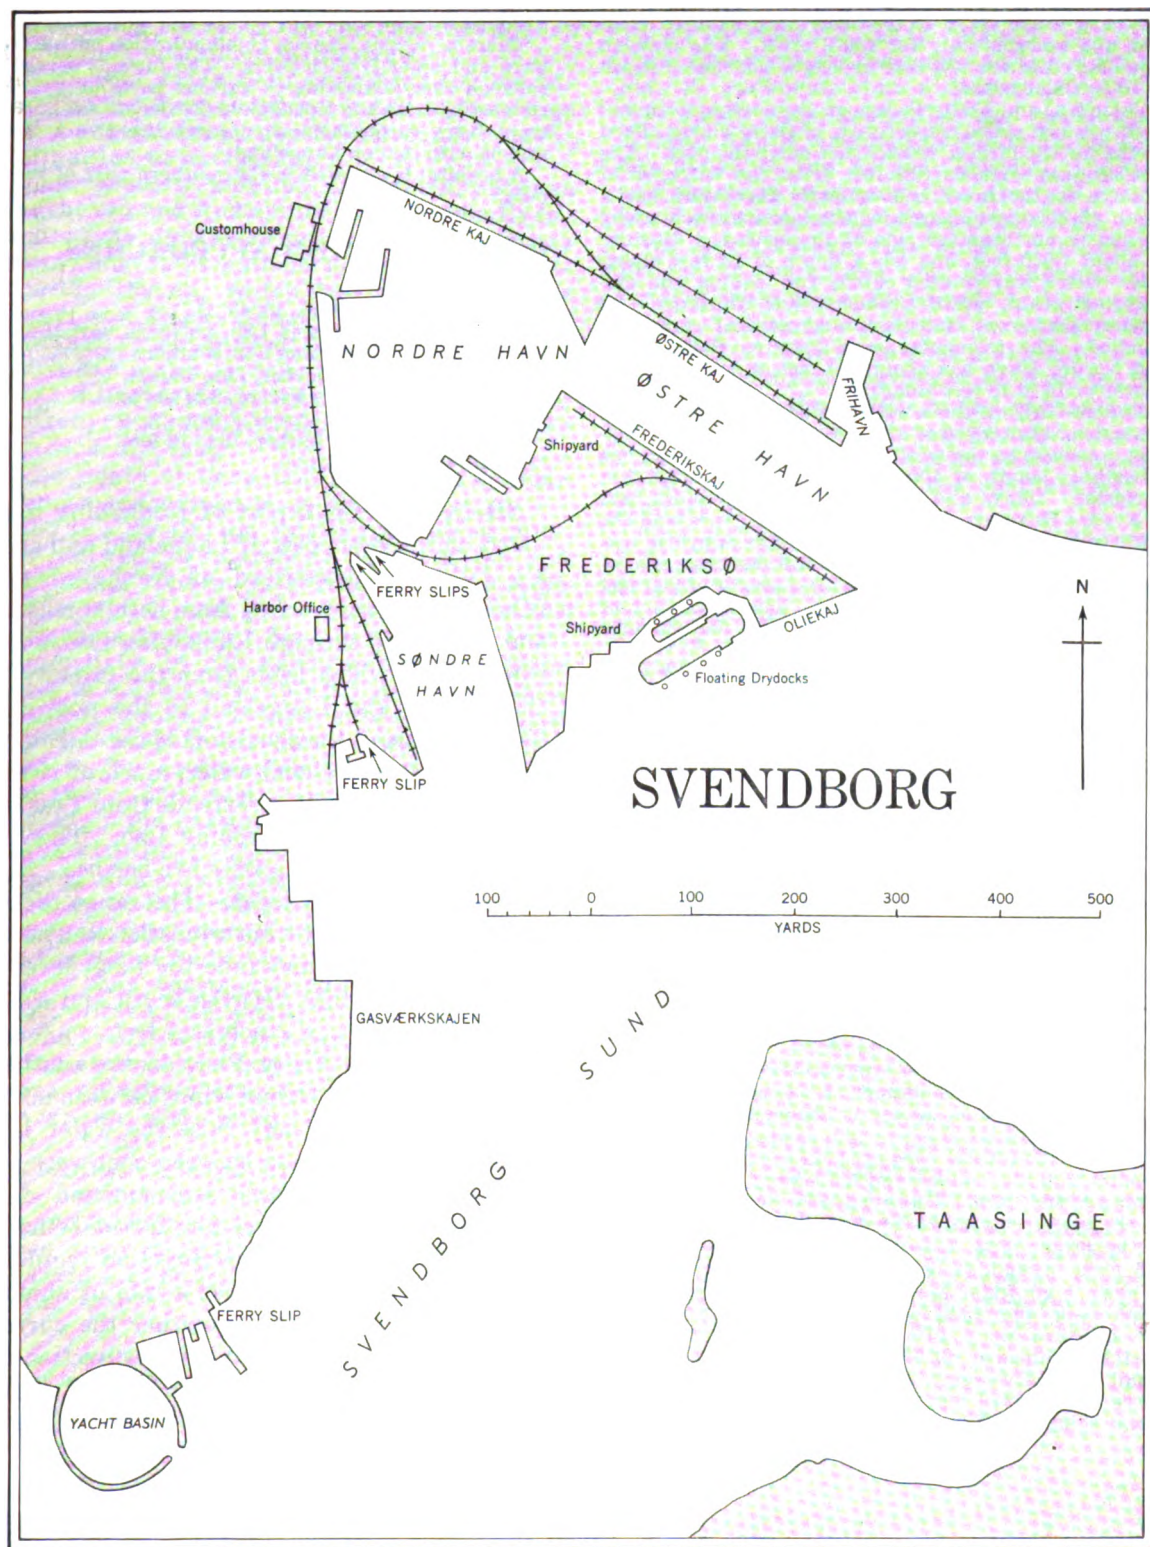 Customhouse
NORDRE KAJ
NORDRE HAVN
ØSTRE KAJ
ØSTRE HAVN
FRIHAVN
Shipyard
FREDERIKSKAJ
FREDERIKSØ
FERRY SLIPS
Harbor Office
Shipyard
OLIEKAJ
N
SØNDRE
HAVN
Floating Drydocks
FERRY SLIP
SVENDBORG
100 0 100 200 300 400 500
YARDS
GASVÆRKSKAJEN
SVENDBORG SUND
TAASINGE
FERRY SLIP
YACHT BASIN